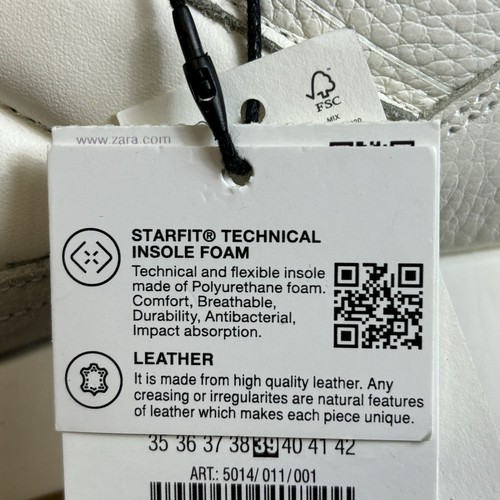 FSC
MIX
www.zara.com
STARFIT® TECHNICAL
INSOLE FOAM
Technical and flexible insole
made of Polyurethane foam.
Comfort, Breathable,
Durability, Antibacterial,
Impact absorption.
LEATHER
It is made from high quality leather. Any
creasing or irregularites are natural features
of leather which makes each piece unique.
35 36 37 38 39 40 41 42
ART.: 5014/011/001